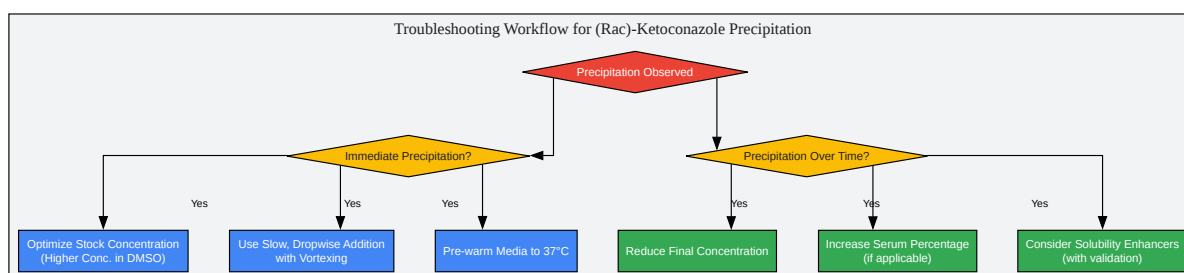 Troubleshooting Workflow for (Rac)-Ketoconazole Precipitation
Precipitation Observed
Immediate Precipitation?
Precipitation Over Time?
Yes
Yes
Yes
Yes
Yes
Yes
Optimize Stock Concentration
(Higher Conc. in DMSO)
Use Slow, Dropwise Addition
with Vortexing
Pre-warm Media to 37°C
Reduce Final Concentration
Increase Serum Percentage
(if applicable)
Consider Solubility Enhancers
(with validation)